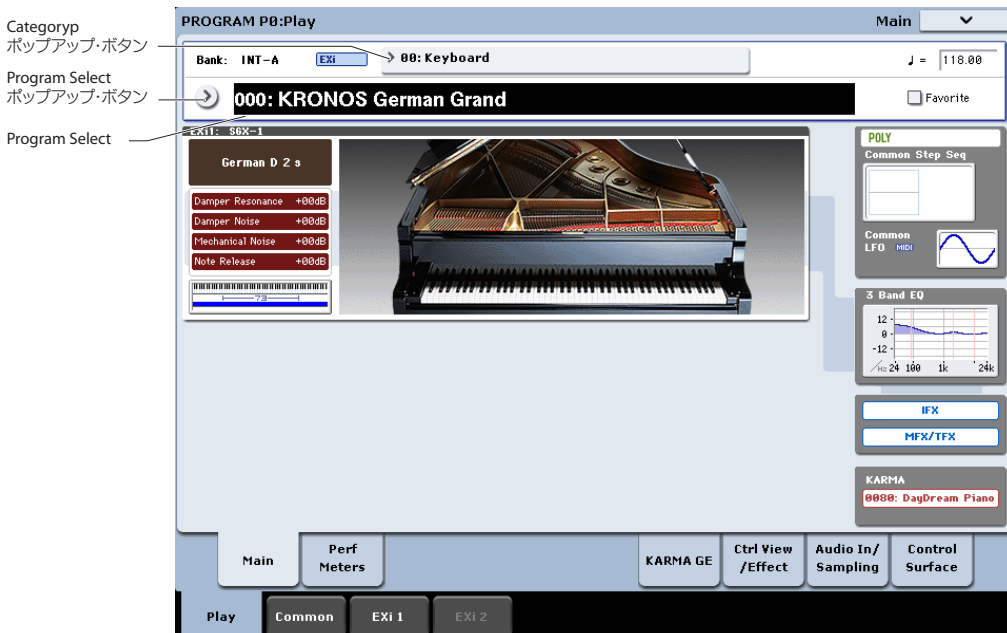 Categoryp
ポップアップ・ボタン
Program Select
ポップアップ・ボタン
Program Select
PROGRAM P0:Play
Main
Bank: INT-A
EXi
> 00: Keyboard
♩ = 118.00
000: KRONOS German Grand
Favorite
EXi1: SGX-1
German D 2 s
Damper Resonance +00dB
Damper Noise +00dB
Mechanical Noise +00dB
Note Release +00dB
73
POLY
Common Step Seq
Common
LFO MIDI
3 Band EQ
12
0
-12
/Hz 24 100 1k 24k
IFX
MFX/TFX
KARMA
0080: DayDream Piano
Main
Perf
Meters
KARMA GE
Ctrl View
/Effect
Audio In/
Sampling
Control
Surface
Play
Common
EXi 1
EXi 2